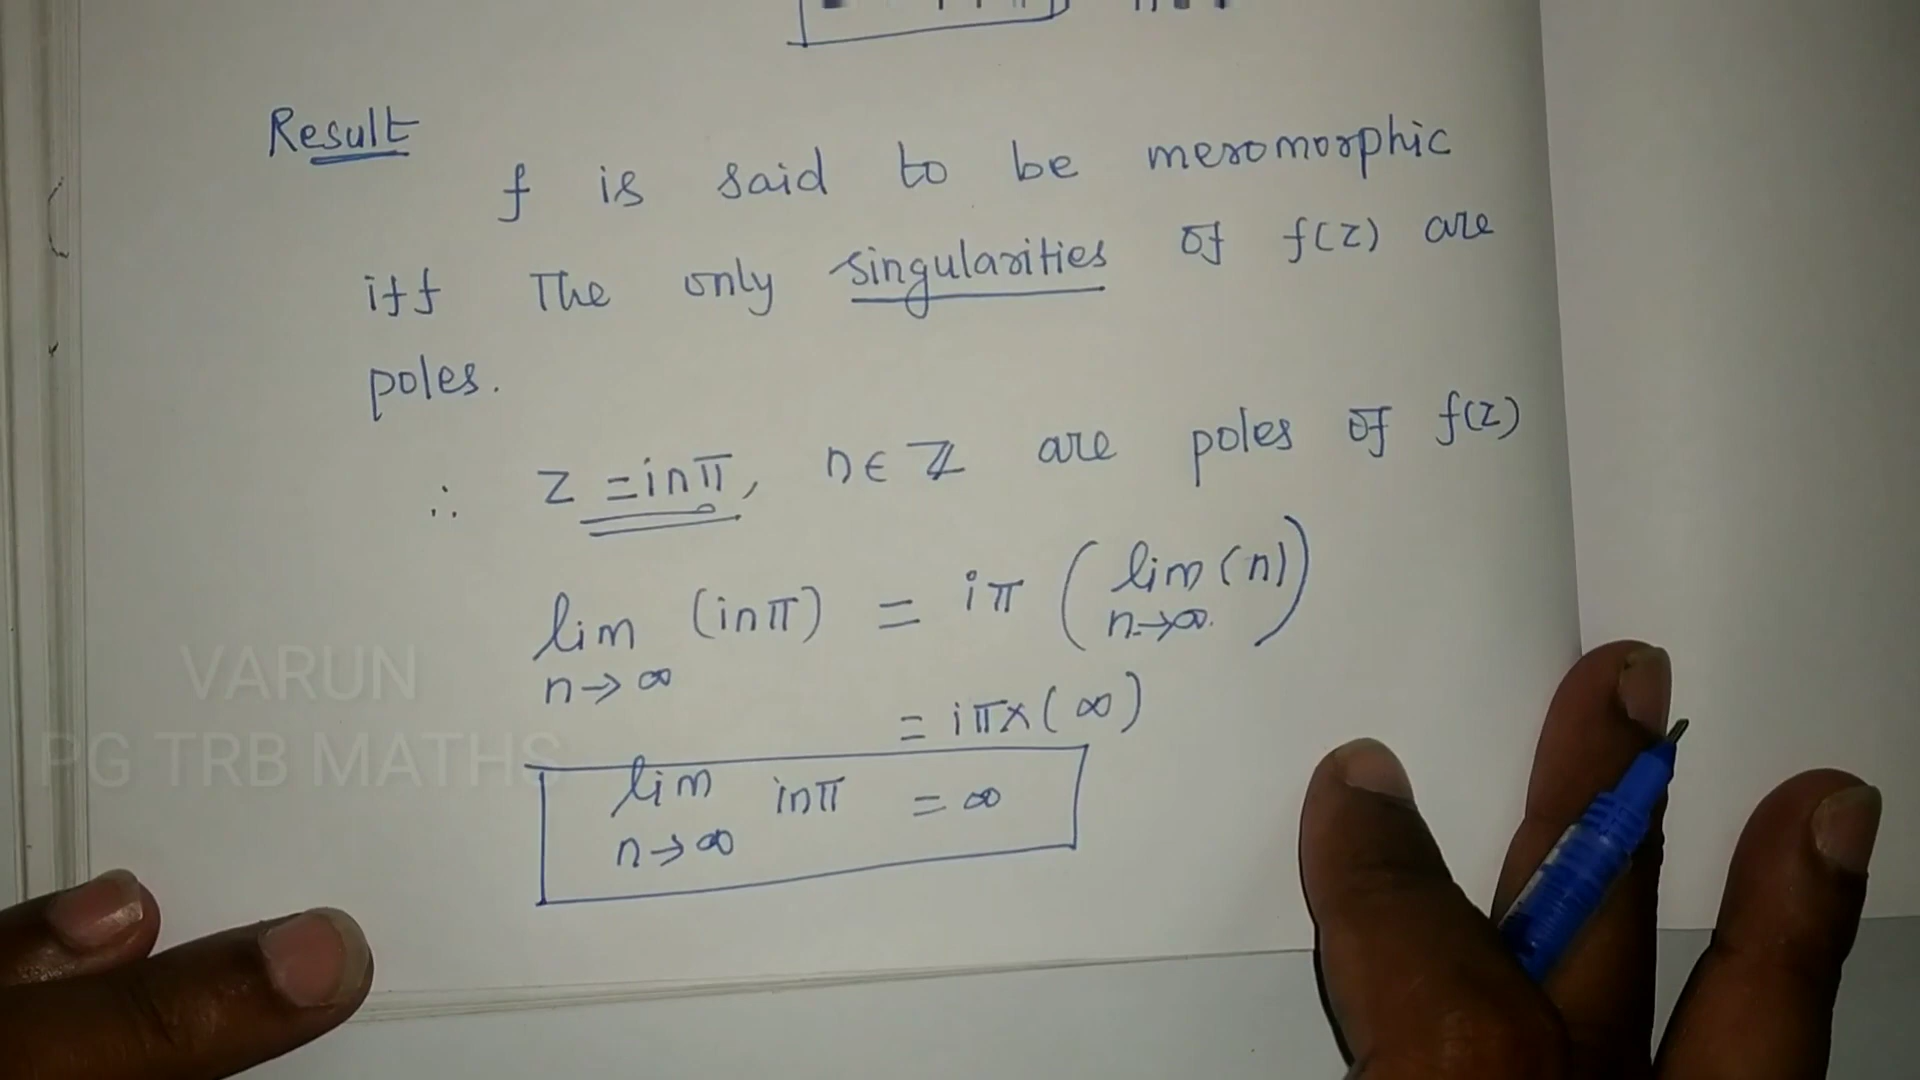 Result
f is said to be meromorphic
iff The only singularities of f(z) are
poles.
∴ z = inπ, n ∈ ℤ are poles of f(z)
lim (inπ) = iπ ( lim (n) )
n→∞ n→∞.
= iπ × (∞)
lim inπ = ∞
n→∞
VARUN
PG TRB MATHS